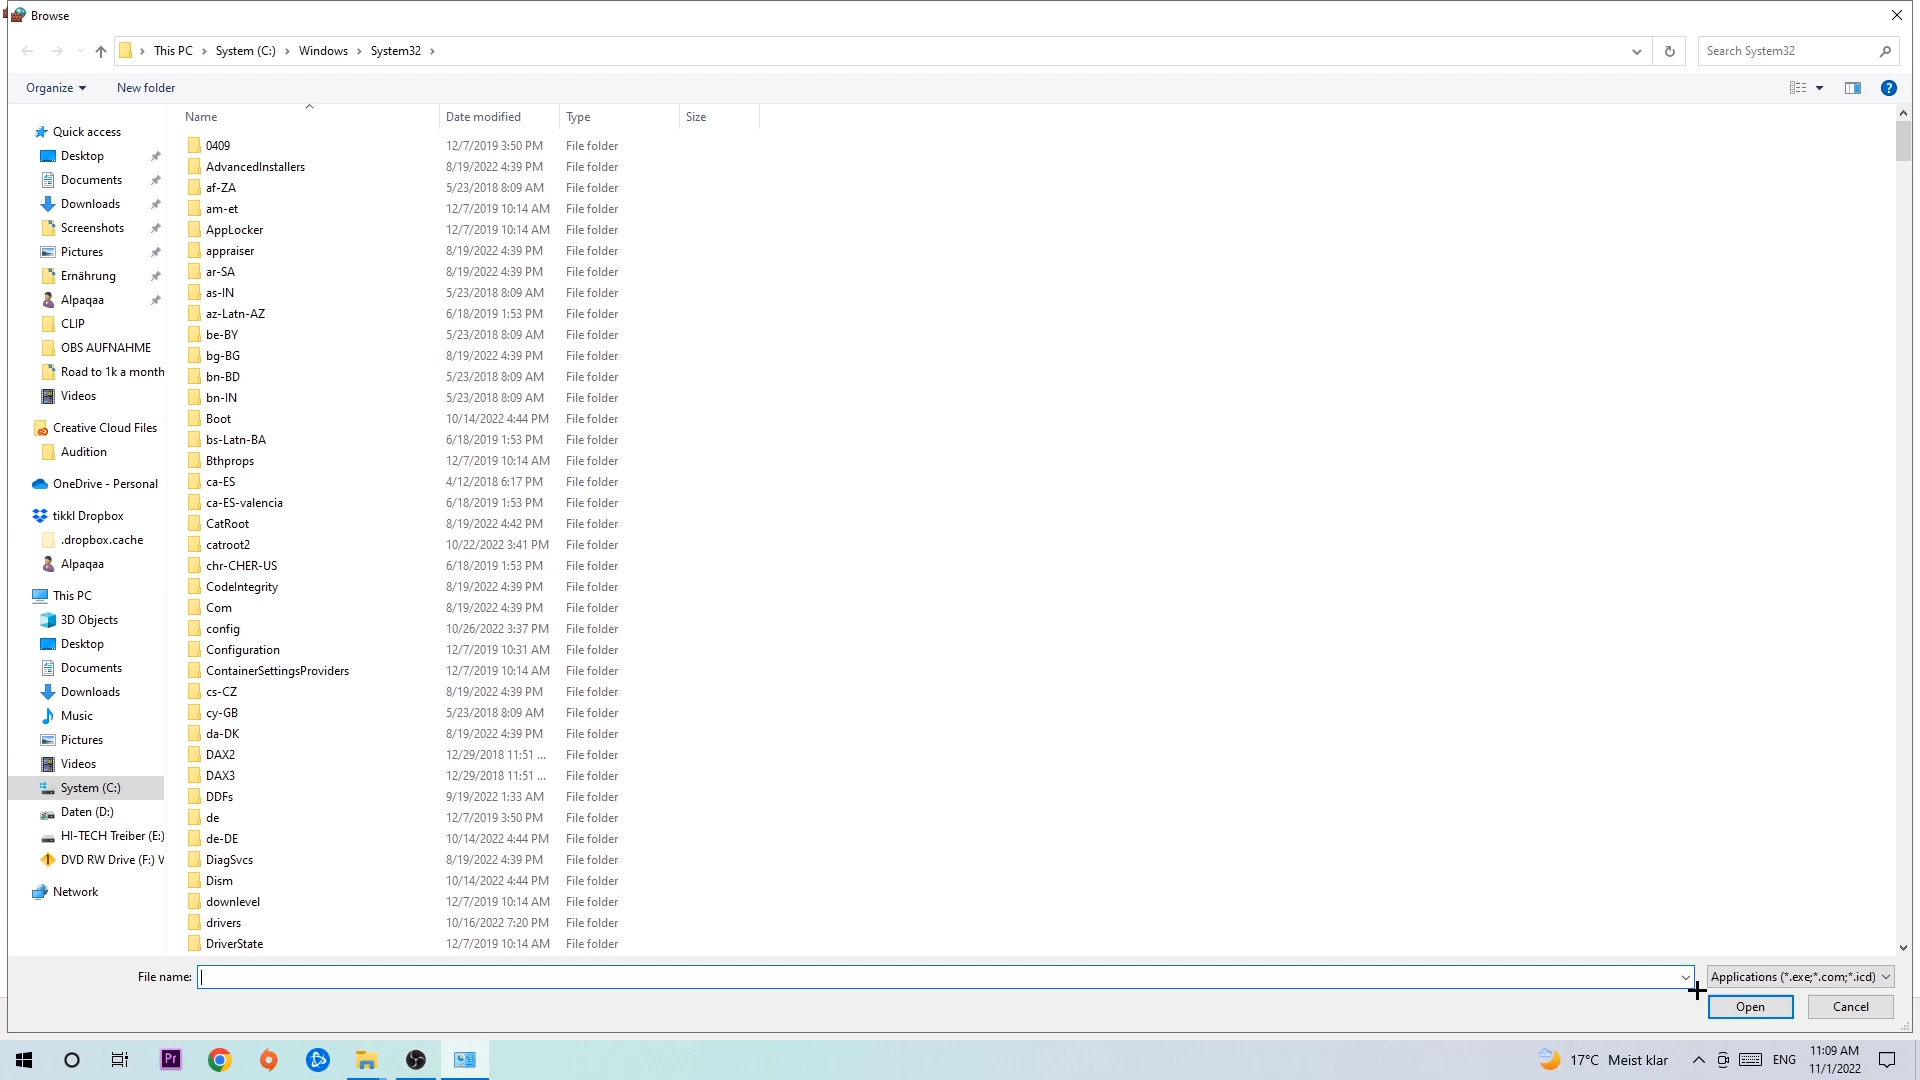 Browse
This PC
System (C:)
Windows
System32
Search System32
Organize
New folder
Name
Date modified
Type
Size
Quick access
Desktop
Documents
Downloads
Screenshots
Pictures
Ernährung
Alpaqaa
CLIP
OBS AUFNAHME
Road to 1k a month
Videos
Creative Cloud Files
Audition
OneDrive - Personal
tikkl Dropbox
.dropbox.cache
Alpaqaa
This PC
3D Objects
Desktop
Documents
Downloads
Music
Pictures
Videos
System (C:)
Daten (D:)
HI-TECH Treiber (E:)
DVD RW Drive (F:) V
Network
0409 12/7/2019 3:50 PM File folder
AdvancedInstallers 8/19/2022 4:39 PM File folder
af-ZA 5/23/2018 8:09 AM File folder
am-et 12/7/2019 10:14 AM File folder
AppLocker 12/7/2019 10:14 AM File folder
appraiser 8/19/2022 4:39 PM File folder
ar-SA 8/19/2022 4:39 PM File folder
as-IN 5/23/2018 8:09 AM File folder
az-Latn-AZ 6/18/2019 1:53 PM File folder
be-BY 5/23/2018 8:09 AM File folder
bg-BG 8/19/2022 4:39 PM File folder
bn-BD 5/23/2018 8:09 AM File folder
bn-IN 5/23/2018 8:09 AM File folder
Boot 10/14/2022 4:44 PM File folder
bs-Latn-BA 6/18/2019 1:53 PM File folder
Bthprops 12/7/2019 10:14 AM File folder
ca-ES 4/12/2018 6:17 PM File folder
ca-ES-valencia 6/18/2019 1:53 PM File folder
CatRoot 8/19/2022 4:42 PM File folder
catroot2 10/22/2022 3:41 PM File folder
chr-CHER-US 6/18/2019 1:53 PM File folder
CodeIntegrity 8/19/2022 4:39 PM File folder
Com 8/19/2022 4:39 PM File folder
config 10/26/2022 3:37 PM File folder
Configuration 12/7/2019 10:31 AM File folder
ContainerSettingsProviders 12/7/2019 10:14 AM File folder
cs-CZ 8/19/2022 4:39 PM File folder
cy-GB 5/23/2018 8:09 AM File folder
da-DK 8/19/2022 4:39 PM File folder
DAX2 12/29/2018 11:51 ... File folder
DAX3 12/29/2018 11:51 ... File folder
DDFs 9/19/2022 1:33 AM File folder
de 12/7/2019 3:50 PM File folder
de-DE 10/14/2022 4:44 PM File folder
DiagSvcs 8/19/2022 4:39 PM File folder
Dism 10/14/2022 4:44 PM File folder
downlevel 12/7/2019 10:14 AM File folder
drivers 10/16/2022 7:20 PM File folder
DriverState 12/7/2019 10:14 AM File folder
File name:
Applications (*.exe;*.com;*.icd)
Open
Cancel
Pr
17°C Meist klar
ENG
11:09 AM
11/1/2022